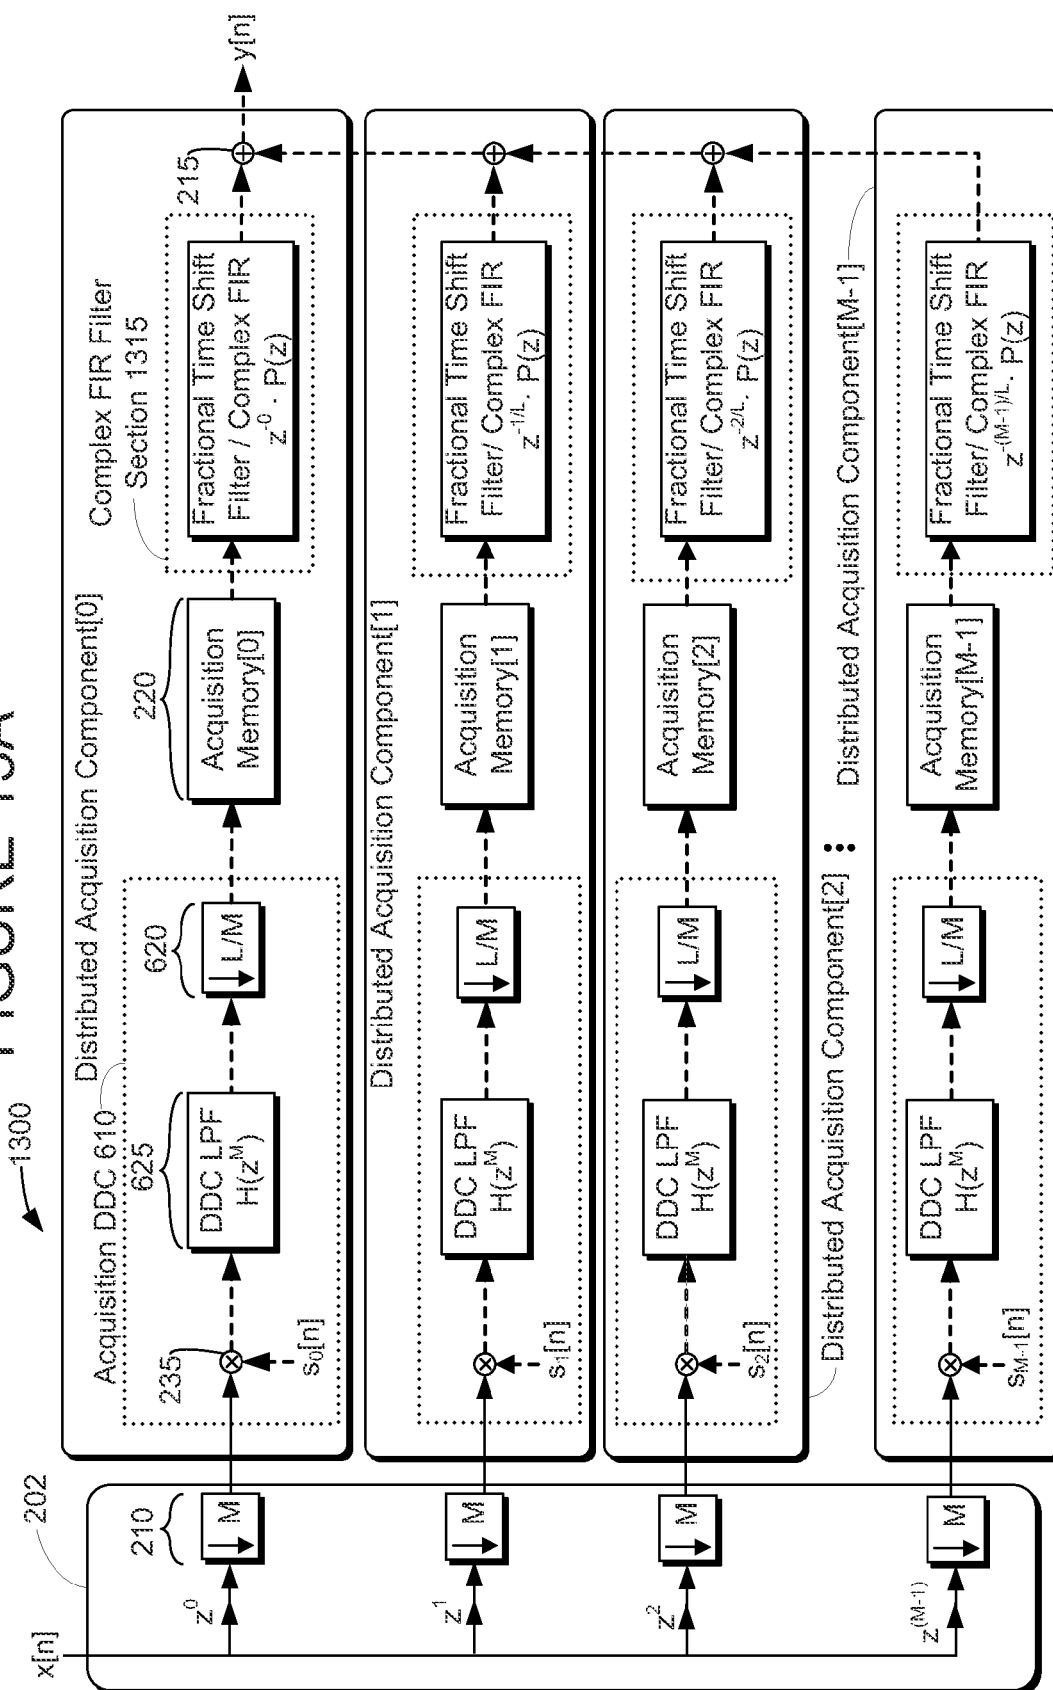 FIGURE 13A
1300
x[n]
202
210
z^0
↓ M
z^1
↓ M
z^2
↓ M
z^(M-1)
↓ M
Distributed Acquisition Component[0]
Acquisition DDC 610
235
s0[n]
625
DDC LPF
H(z^M)
620
↓ L/M
220
Acquisition
Memory[0]
Complex FIR Filter
Section 1315
Fractional Time Shift
Filter/ Complex FIR
z^-0 . P(z)
215
y[n]
Distributed Acquisition Component[1]
s1[n]
DDC LPF
H(z^M)
↓ L/M
Acquisition
Memory[1]
Fractional Time Shift
Filter/ Complex FIR
z^-1/L. P(z)
s2[n]
DDC LPF
H(z^M)
↓ L/M
Acquisition
Memory[2]
Fractional Time Shift
Filter/ Complex FIR
z^-2/L. P(z)
Distributed Acquisition Component[2]
•••
Distributed Acquisition Component[M-1]
sM-1[n]
DDC LPF
H(z^M)
↓ L/M
Acquisition
Memory[M-1]
Fractional Time Shift
Filter/ Complex FIR
z^-(M-1)/L. P(z)